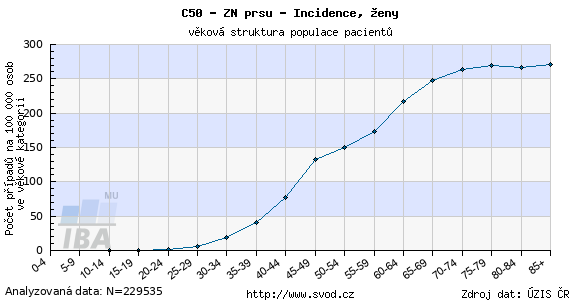 C50 - ZN prsu - Incidence, ženy
věková struktura populace pacientů
Počet případů na 100 000 osob
ve věkové kategorii
300
250
200
150
100
50
0
MU
IBA
0-4
5-9
10-14
15-19
20-24
25-29
30-34
35-39
40-44
45-49
50-54
55-59
60-64
65-69
70-74
75-79
80-84
85+
Analyzovaná data: N=229535
http://www.svod.cz
Zdroj dat: ÚZIS ČR